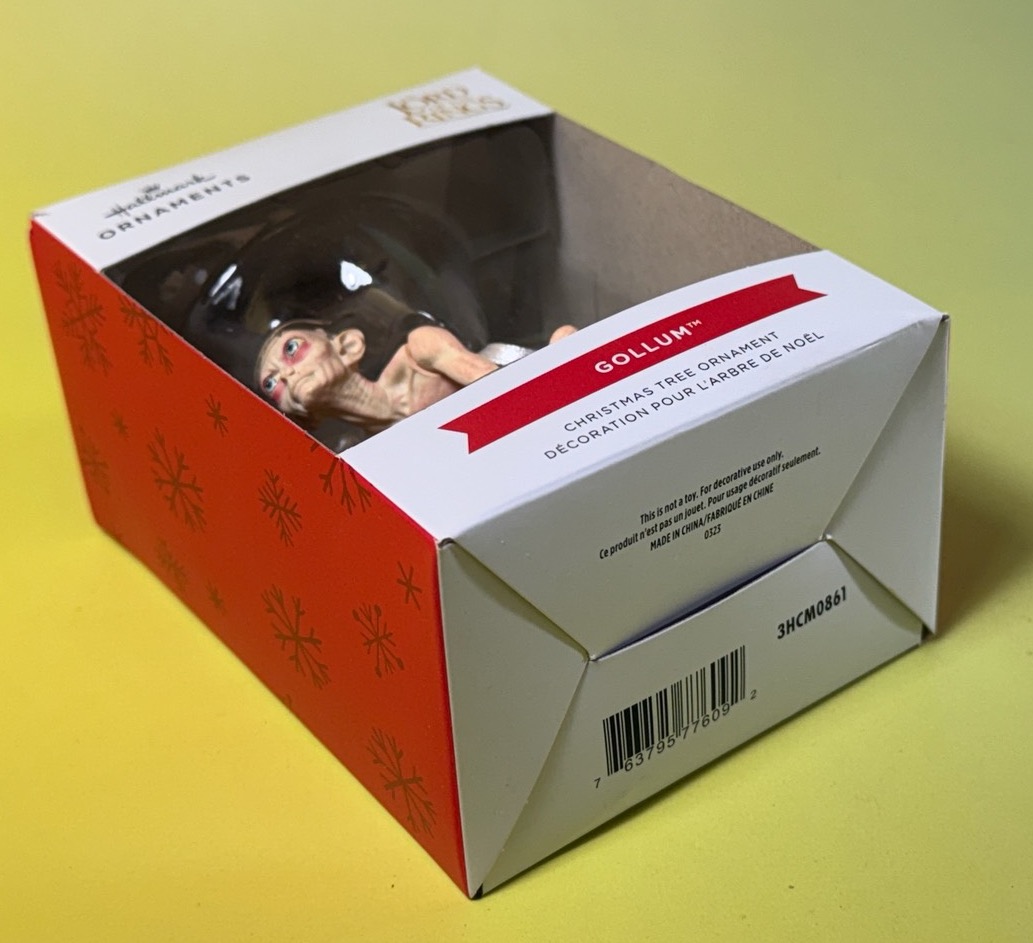 Hallmark
ORNAMENTS
LORD
OF THE
RINGS
GOLLUM™
CHRISTMAS TREE ORNAMENT
DÉCORATION POUR L'ARBRE DE NOËL
This is not a toy. For decorative use only.
Ce produit n'est pas un jouet. Pour usage décoratif seulement.
MADE IN CHINA/FABRIQUÉ EN CHINE
0323
3HCM0861
7 63795 77609 2